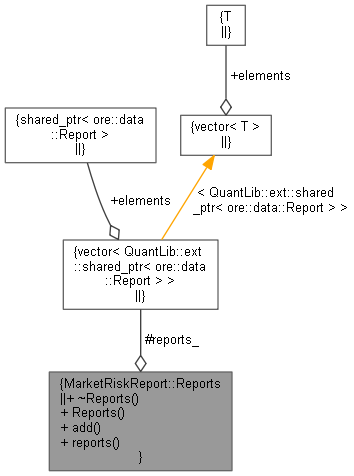 {T
||}
+elements
{shared_ptr< ore::data
::Report >
||}
{vector< T >
||}
+elements
< QuantLib::ext::shared
_ptr< ore::data::Report > >
{vector< QuantLib::ext
::shared_ptr< ore::data
::Report > >
||}
#reports_
{MarketRiskReport::Reports
||+ ~Reports()
+ Reports()
+ add()
+ reports()
}